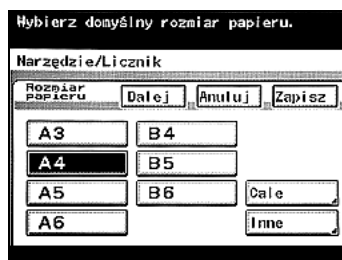 Wybierz domyślny rozmiar papieru.
Narzędzie/Licznik
Rozmiar papieru Dalej Anuluj Zapisz
A3 B4
A4 B5
A5 B6 Cale
A6 Inne